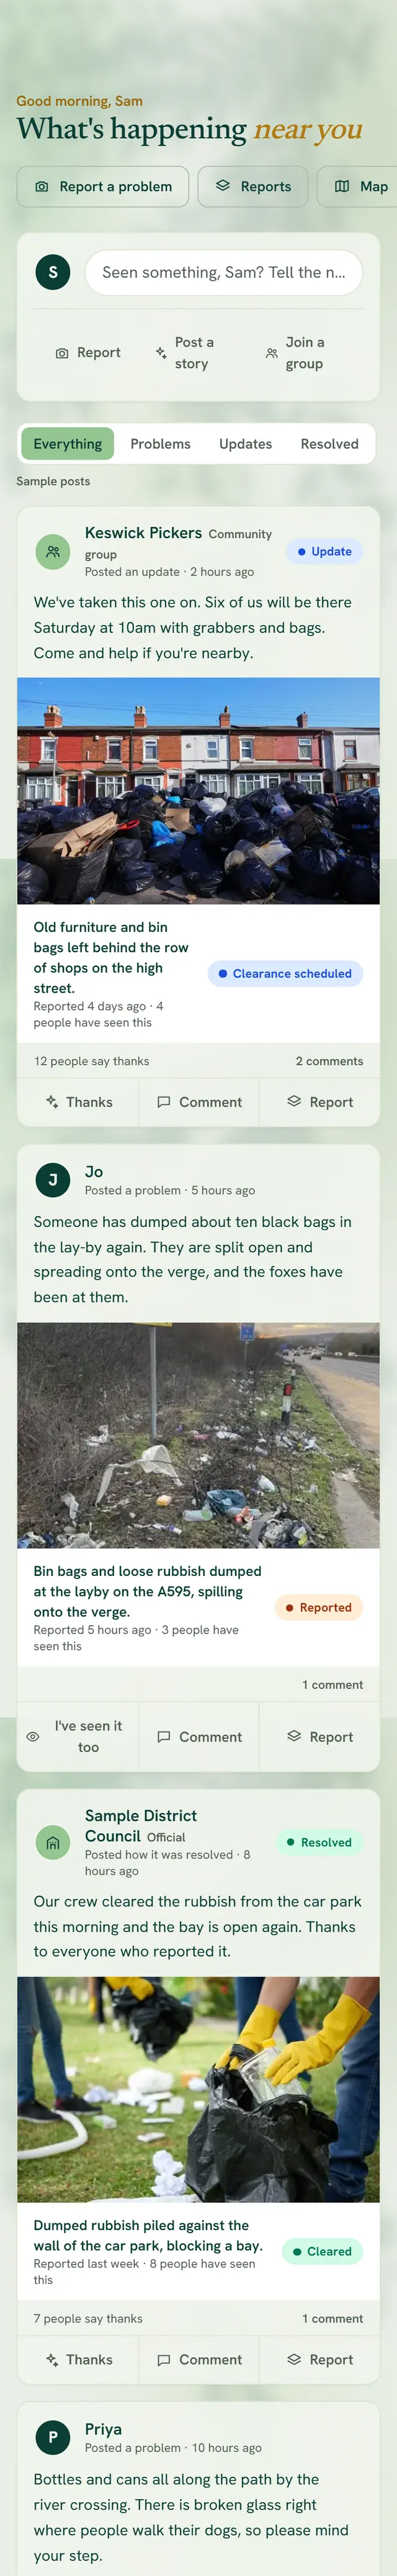 Good morning, Sam
What's happening near you
Report a problem
Reports
Map
S
Seen something, Sam? Tell the n...
Report
Post a
story
Join a
group
Everything
Problems
Updates
Resolved
Sample posts
Keswick Pickers Community
group
Posted an update · 2 hours ago
Update
We've taken this one on. Six of us will be there
Saturday at 10am with grabbers and bags.
Come and help if you're nearby.
Old furniture and bin
bags left behind the row
of shops on the high
street.
Reported 4 days ago · 4
people have seen this
Clearance scheduled
12 people say thanks
2 comments
Thanks
Comment
Report
J
Jo
Posted a problem · 5 hours ago
Someone has dumped about ten black bags in
the lay-by again. They are split open and
spreading onto the verge, and the foxes have
been at them.
Bin bags and loose rubbish dumped
at the layby on the A595, spilling
onto the verge.
Reported 5 hours ago · 3 people have
seen this
Reported
1 comment
I've seen it
too
Comment
Report
Sample District
Council Official
Posted how it was resolved · 8
hours ago
Resolved
Our crew cleared the rubbish from the car park
this morning and the bay is open again. Thanks
to everyone who reported it.
Dumped rubbish piled against the
wall of the car park, blocking a bay.
Reported last week · 8 people have seen
this
Cleared
7 people say thanks
1 comment
Thanks
Comment
Report
P
Priya
Posted a problem · 10 hours ago
Bottles and cans all along the path by the
river crossing. There is broken glass right
where people walk their dogs, so please mind
your step.